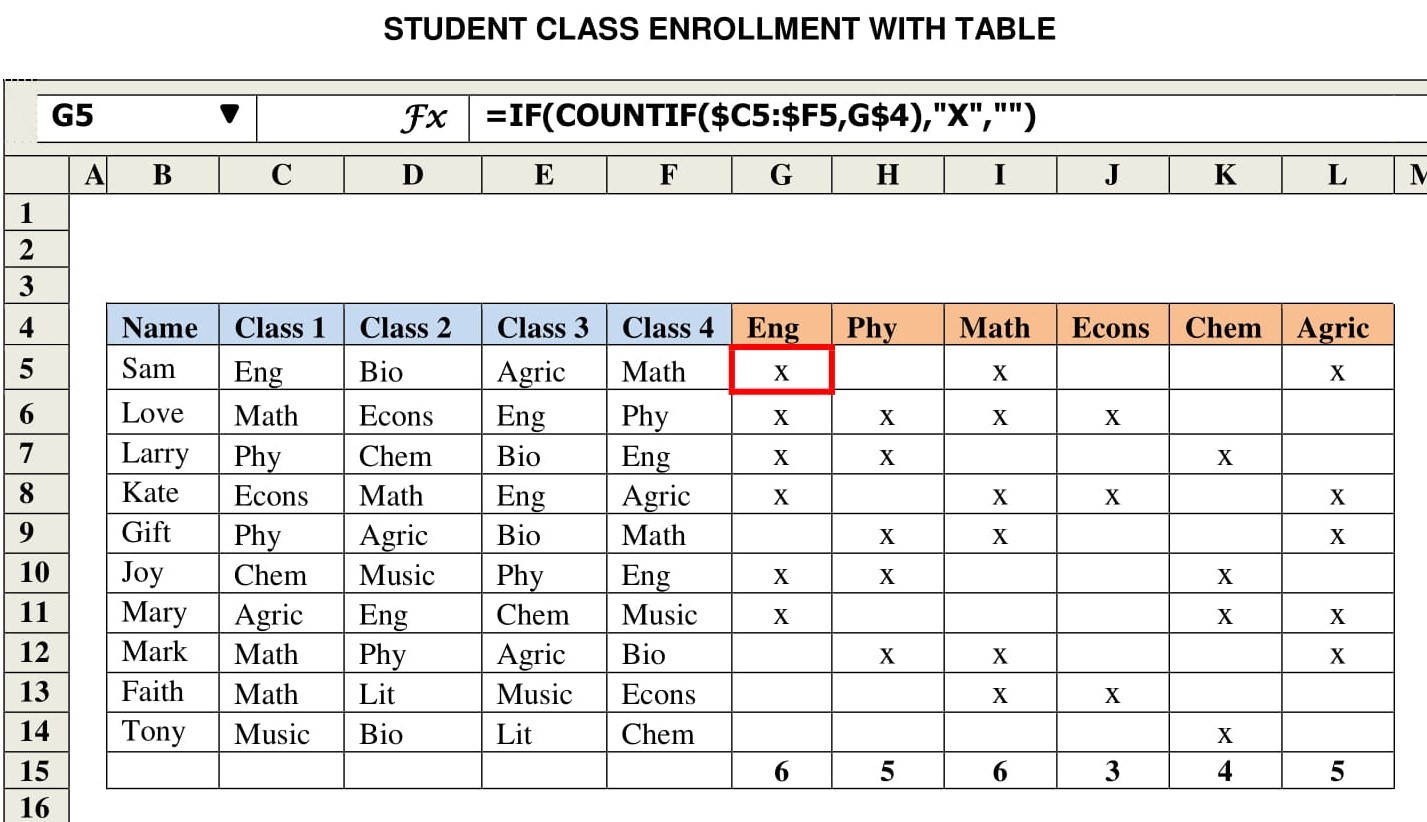 STUDENT CLASS ENROLLMENT WITH TABLE
G5 ▼ Fx =IF(COUNTIF($C5:$F5,G$4),"X","")
A B C D E F G H I J K L M
1
2
3
4 Name Class 1 Class 2 Class 3 Class 4 Eng Phy Math Econs Chem Agric
5 Sam Eng Bio Agric Math x x x
6 Love Math Econs Eng Phy x x x x
7 Larry Phy Chem Bio Eng x x x
8 Kate Econs Math Eng Agric x x x x
9 Gift Phy Agric Bio Math x x x
10 Joy Chem Music Phy Eng x x x
11 Mary Agric Eng Chem Music x x x
12 Mark Math Phy Agric Bio x x x
13 Faith Math Lit Music Econs x x
14 Tony Music Bio Lit Chem x
15 6 5 6 3 4 5
16